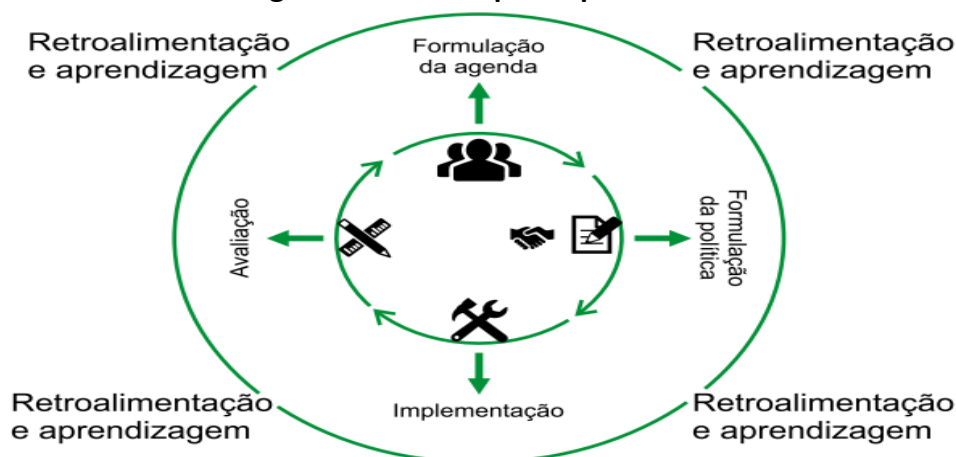 Retroalimentação
e aprendizagem
Formulação
da agenda
Retroalimentação
e aprendizagem
Avaliação
Formulação
da política
Retroalimentação
e aprendizagem
Implementação
Retroalimentação
e aprendizagem